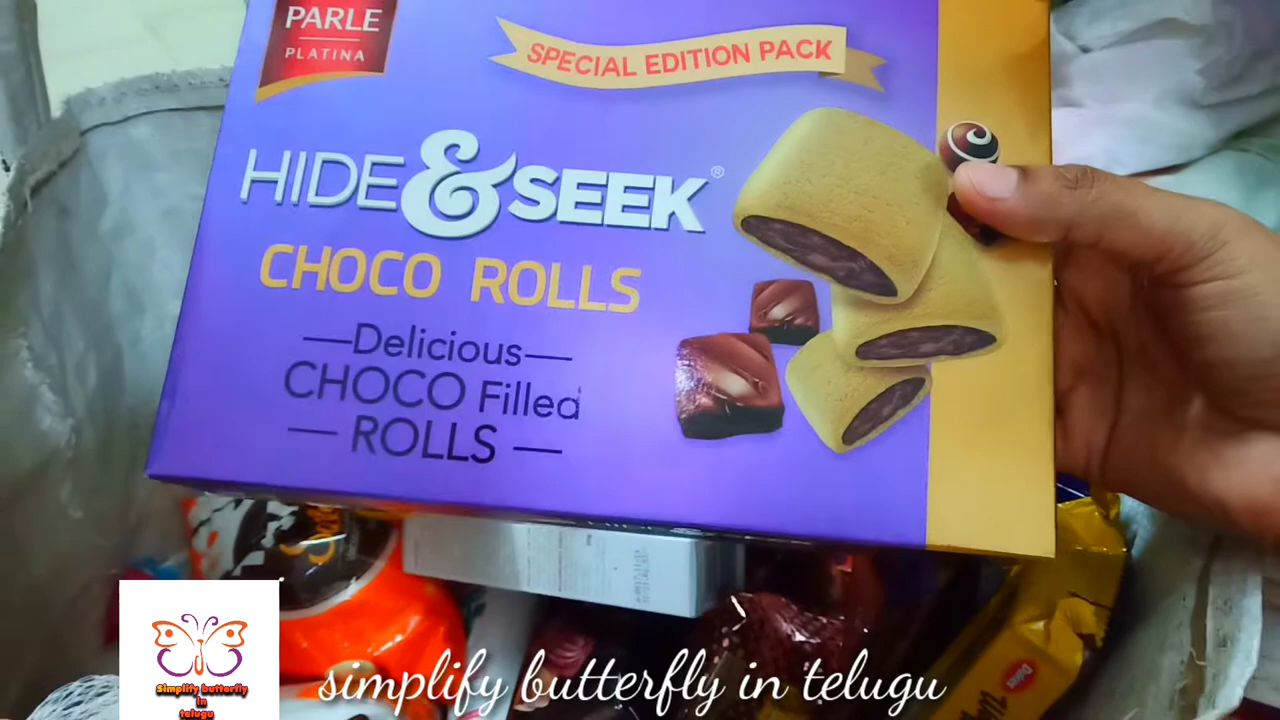 PARLE
PLATINA
SPECIAL EDITION PACK
HIDE & SEEK®
CHOCO ROLLS
Delicious
CHOCO Filled
ROLLS
Simplify butterfly
in
telugu
simplify butterfly in telugu